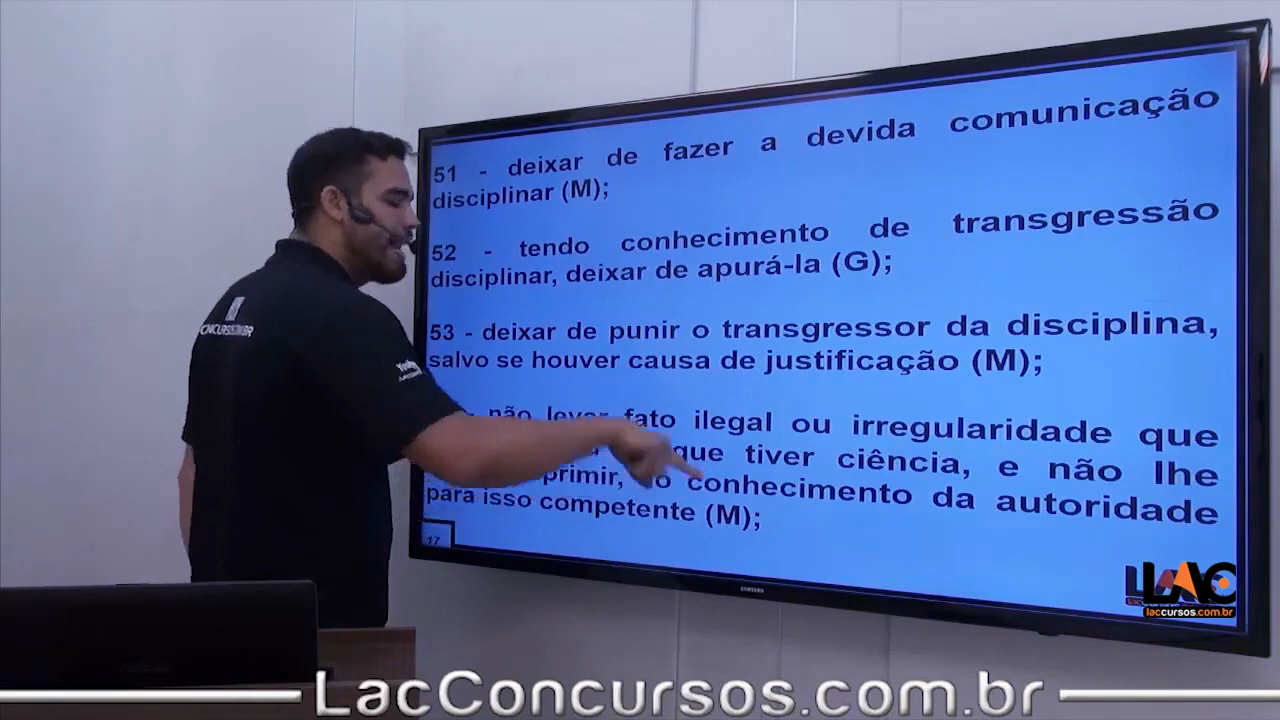 51 - deixar de fazer a devida comunicação
disciplinar (M);
52 - tendo conhecimento de transgressão
disciplinar, deixar de apurá-la (G);
53 - deixar de punir o transgressor da disciplina,
salvo se houver causa de justificação (M);
- não levar fato ilegal ou irregularidade que
que tiver ciência, e não lhe
conhecimento da autoridade
para isso competente (M);
17
SAMSUNG
LAC
laccursos.com.br
LacConcursos.com.br